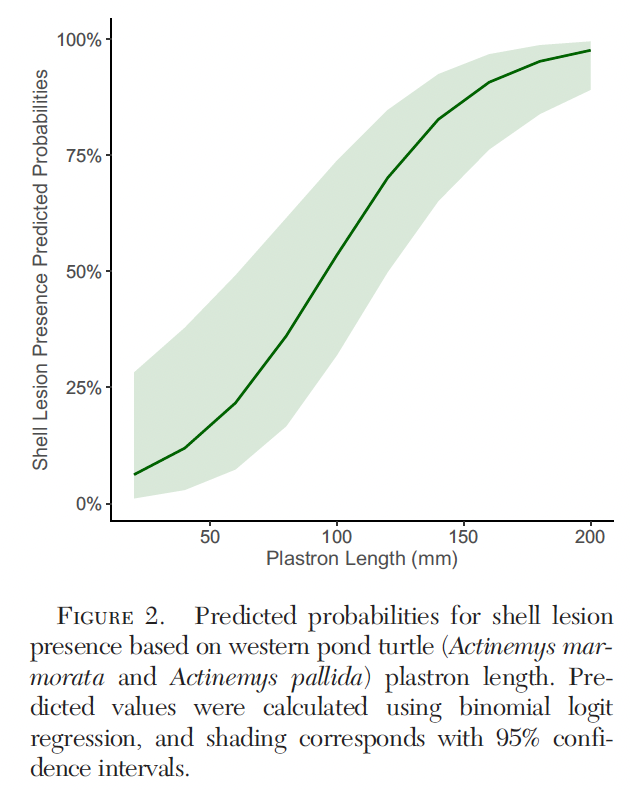 100%
75%
50%
25%
0%
Shell Lesion Presence Predicted Probabilities
50
100
150
200
Plastron Length (mm)
FIGURE 2. Predicted probabilities for shell lesion
presence based on western pond turtle (Actinemys mar-
morata and Actinemys pallida) plastron length. Pre-
dicted values were calculated using binomial logit
regression, and shading corresponds with 95% confi-
dence intervals.